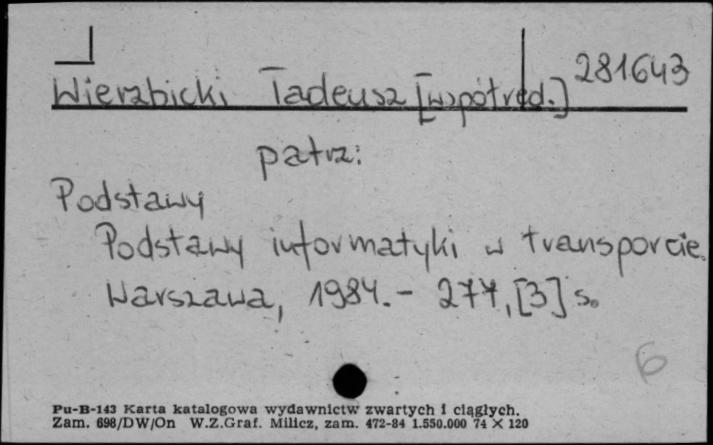 Wierzbicki Tadeusz [współred.] 281643
patrz:
Podstawy
Podstawy informatyki w transporcie.
Warszawa, 1984. - 277, [3] s.
6
Pu-B-143 Karta katalogowa wydawnictw zwartych i ciągłych.
Zam. 698/DW/On W.Z.Graf. Milicz, zam. 472-84 1.550.000 74 X 120